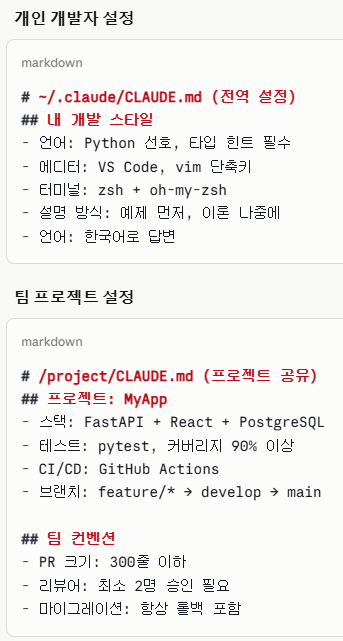 개인 개발자 설정
markdown
# ~/.claude/CLAUDE.md (전역 설정)
## 내 개발 스타일
- 언어: Python 선호, 타입 힌트 필수
- 에디터: VS Code, vim 단축키
- 터미널: zsh + oh-my-zsh
- 설명 방식: 예제 먼저, 이론 나중에
- 언어: 한국어로 답변
팀 프로젝트 설정
markdown
# /project/CLAUDE.md (프로젝트 공유)
## 프로젝트: MyApp
- 스택: FastAPI + React + PostgreSQL
- 테스트: pytest, 커버리지 90% 이상
- CI/CD: GitHub Actions
- 브랜치: feature/* → develop → main
## 팀 컨벤션
- PR 크기: 300줄 이하
- 리뷰어: 최소 2명 승인 필요
- 마이그레이션: 항상 롤백 포함